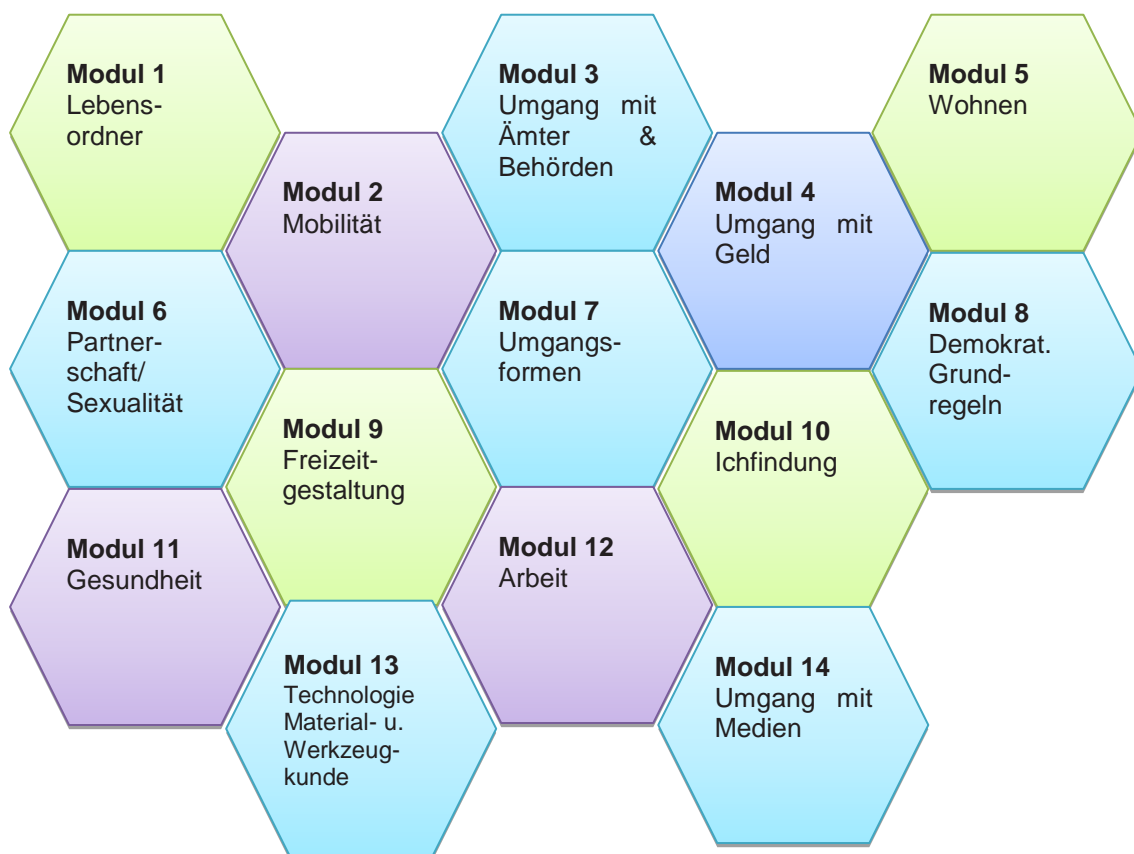 Modul 1
Lebens-
ordner
Modul 2
Mobilität
Modul 3
Umgang mit
Ämter &
Behörden
Modul 4
Umgang mit
Geld
Modul 5
Wohnen
Modul 6
Partner-
schaft/
Sexualität
Modul 7
Umgangs-
formen
Modul 8
Demokrat.
Grund-
regeln
Modul 9
Freizeit-
gestaltung
Modul 10
Ichfindung
Modul 11
Gesundheit
Modul 12
Arbeit
Modul 13
Technologie
Material- u.
Werkzeug-
kunde
Modul 14
Umgang mit
Medien